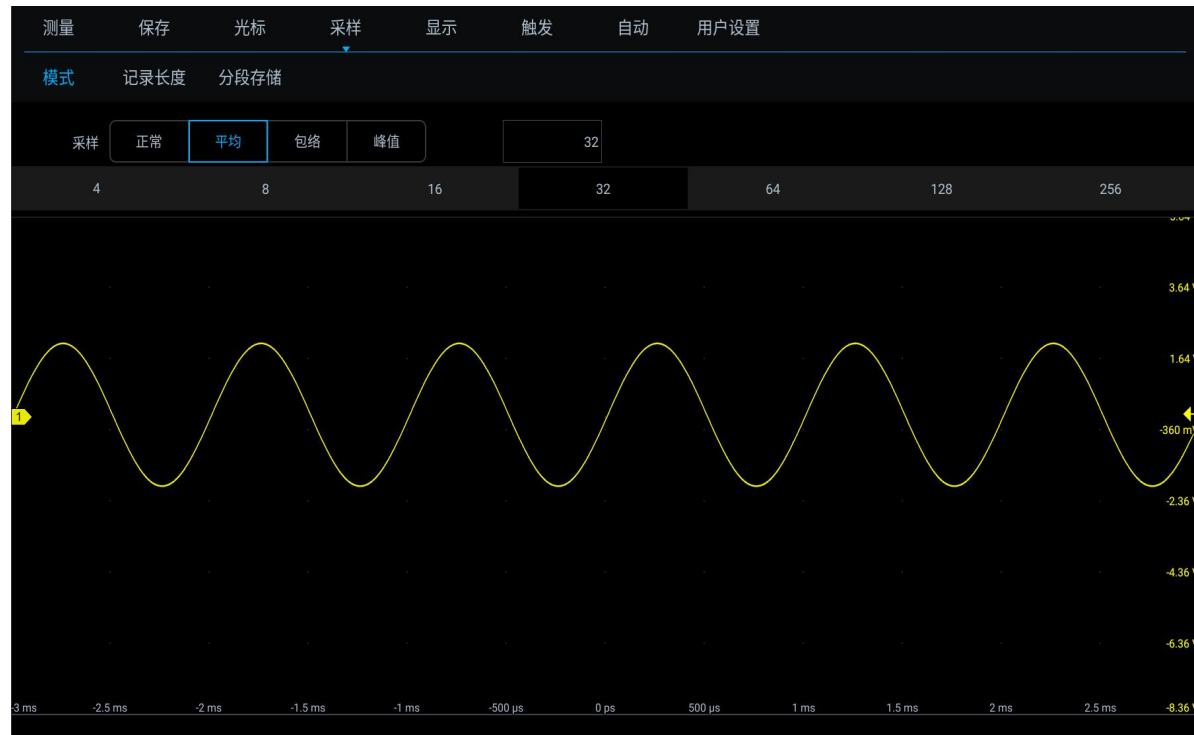 测量 保存 光标 采样 显示 触发 自动 用户设置
模式 记录长度 分段存储
采样 正常 平均 包络 峰值 32
4 8 16 32 64 128 256
3.64 V
1.64 V
1
-360 m
-2.36 V
-4.36 V
-6.36 V
-3 ms -2.5 ms -2 ms -1.5 ms -1 ms -500 μs 0 ps 500 μs 1 ms 1.5 ms 2 ms 2.5 ms -8.36 V